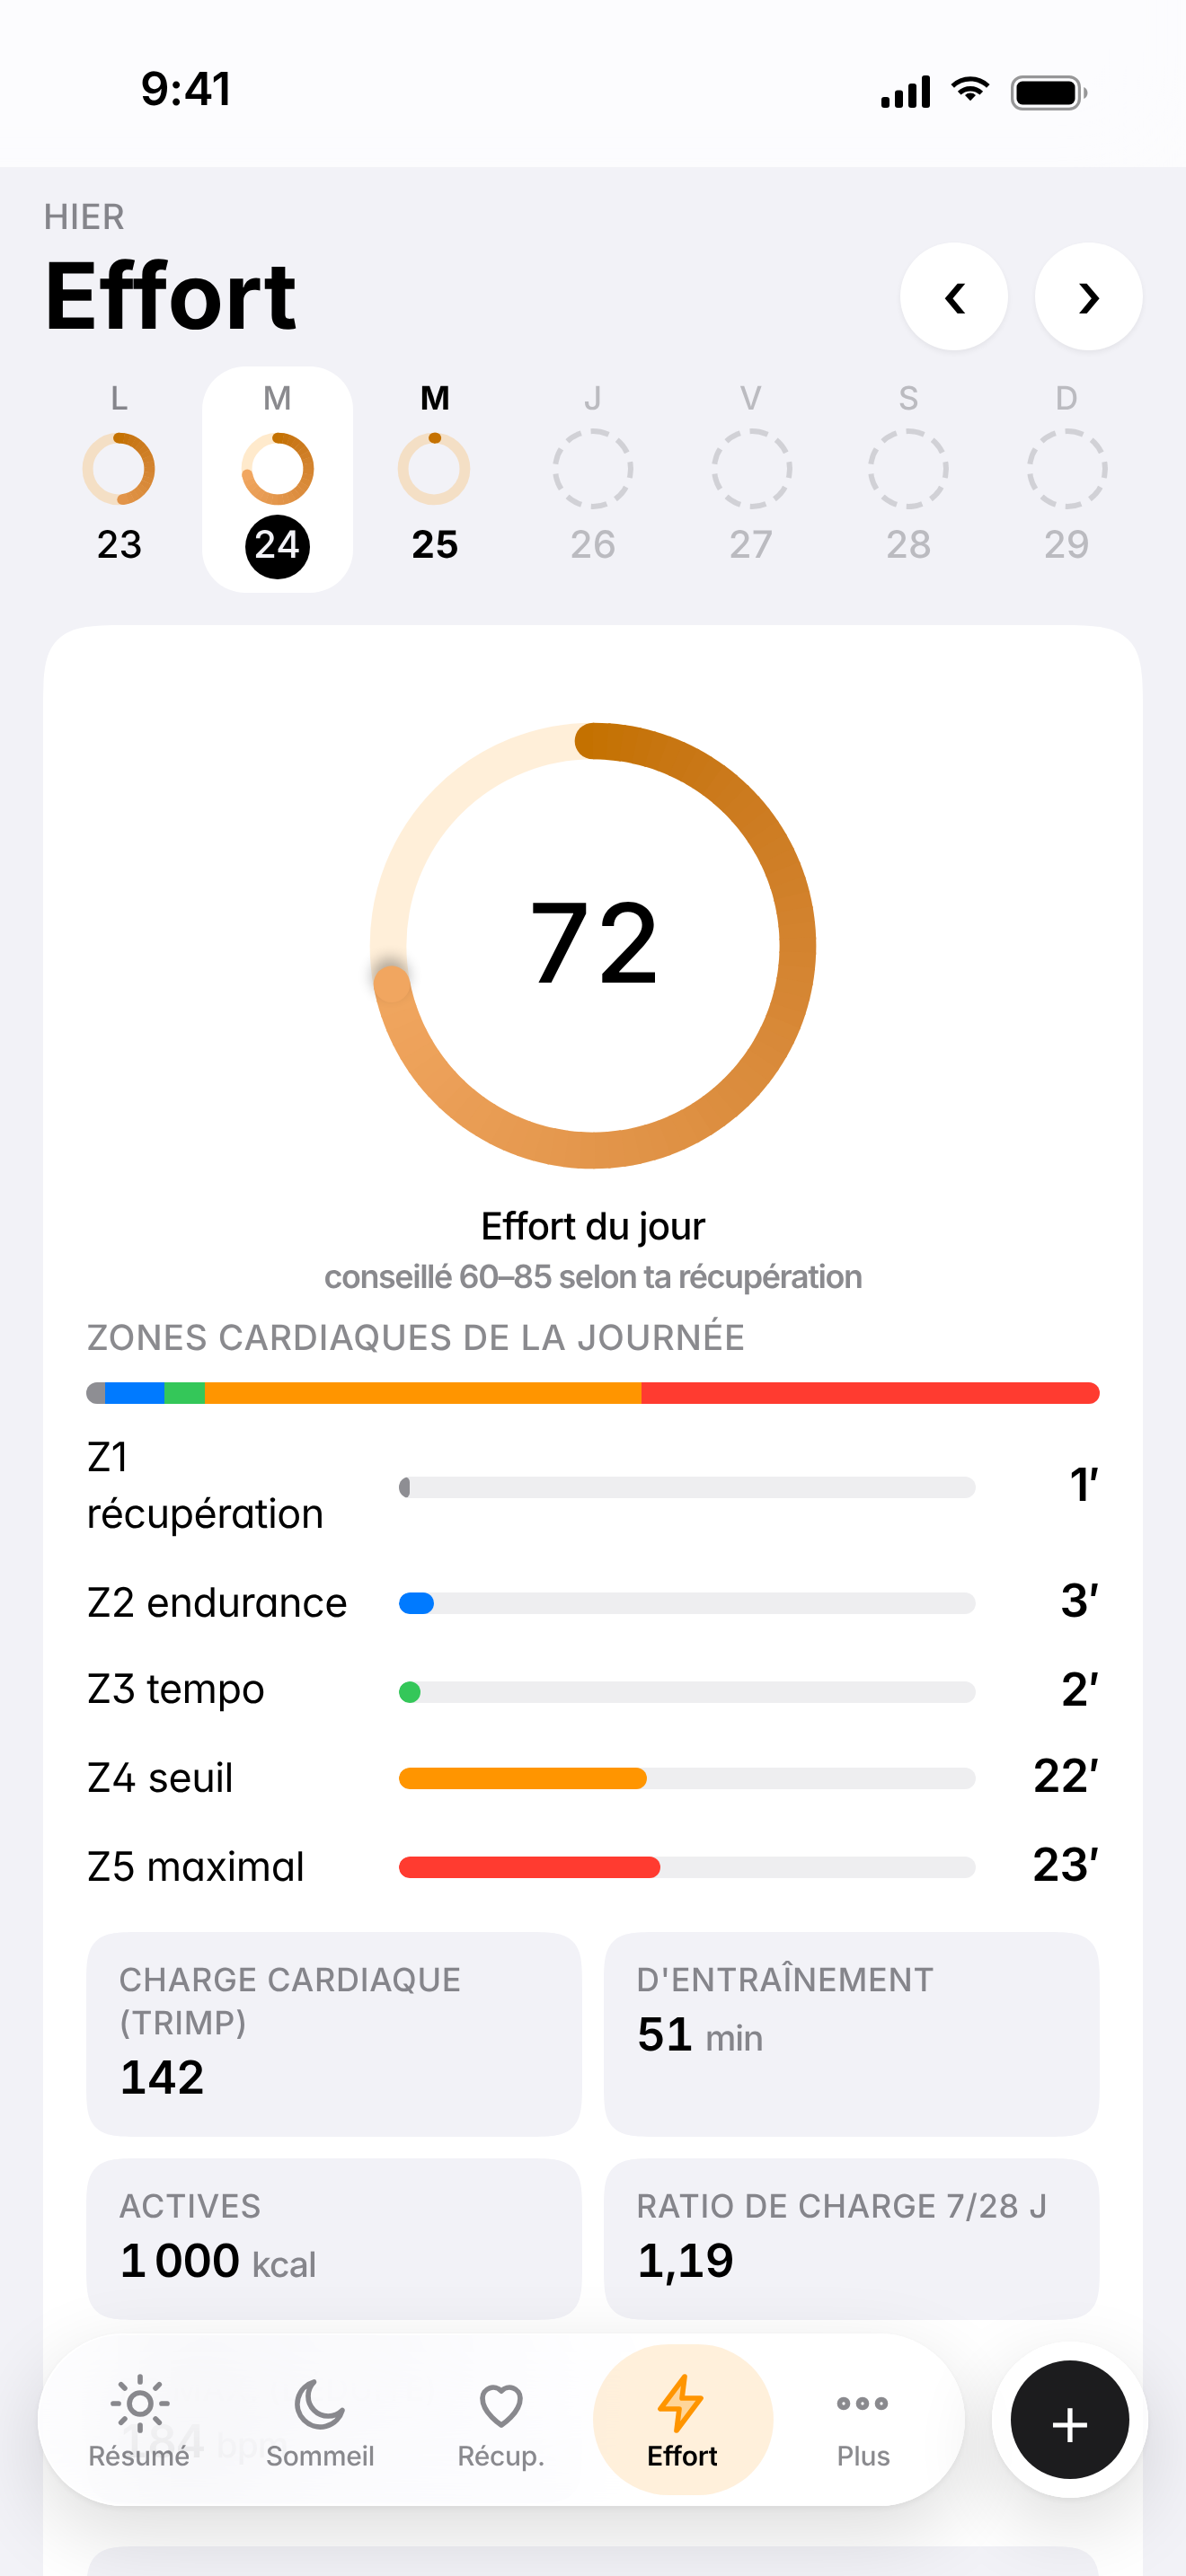 9:41
HIER
Effort
‹ ›
L M M J V S D
23 24 25 26 27 28 29
72
Effort du jour
conseillé 60–85 selon ta récupération
ZONES CARDIAQUES DE LA JOURNÉE
Z1
récupération 1′
Z2 endurance 3′
Z3 tempo 2′
Z4 seuil 22′
Z5 maximal 23′
CHARGE CARDIAQUE
(TRIMP)
142
D'ENTRAÎNEMENT
51 min
ACTIVES
1 000 kcal
RATIO DE CHARGE 7/28 J
1,19
184 bpm
Résumé Sommeil Récup. Effort Plus
+